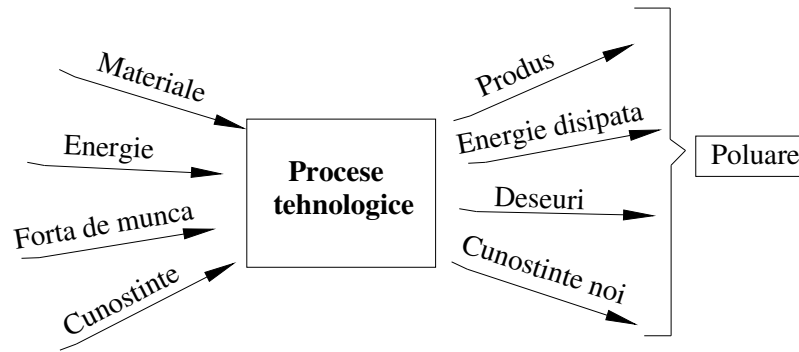 Materiale
Energie
Forta de munca
Cunostinte
Procese
tehnologice
Produs
Energie disipata
Deseuri
Cunostinte noi
Poluare